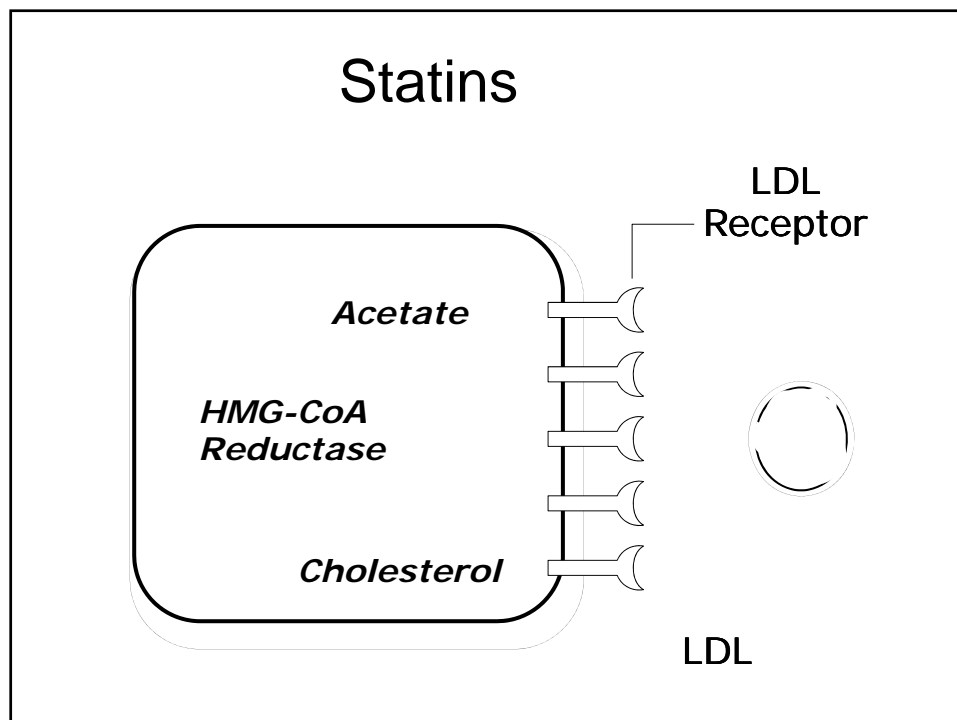 Statins
LDL
Receptor
Acetate
HMG-CoA
Reductase
Cholesterol
LDL